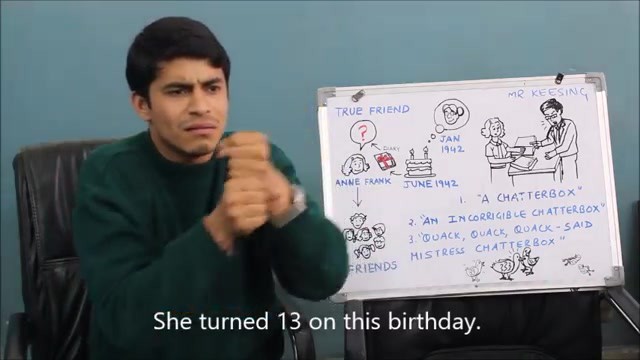 TRUE FRIEND
MR KEESING
?
DIARY
JAN
1942
ANNE FRANK
JUNE 1942
1. "A CHATTERBOX"
2. "AN INCORRIGIBLE CHATTERBOX"
3. "QUACK, QUACK, QUACK - SAID
MISTRESS CHATTERBOX"
FRIENDS
She turned 13 on this birthday.